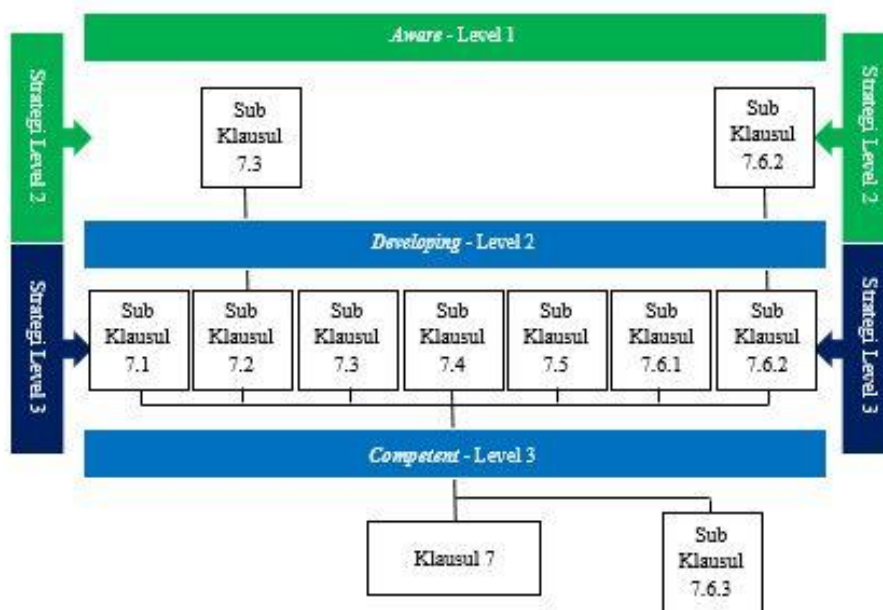 Aware - Level 1
Strategi Level 2
Strategi Level 2
Sub
Klausul
7.3
Sub
Klausul
7.6.2
Developing - Level 2
Strategi Level 3
Strategi Level 3
Sub
Klausul
7.1
Sub
Klausul
7.2
Sub
Klausul
7.3
Sub
Klausul
7.4
Sub
Klausul
7.5
Sub
Klausul
7.6.1
Sub
Klausul
7.6.2
Competent - Level 3
Klausul 7
Sub
Klausul
7.6.3